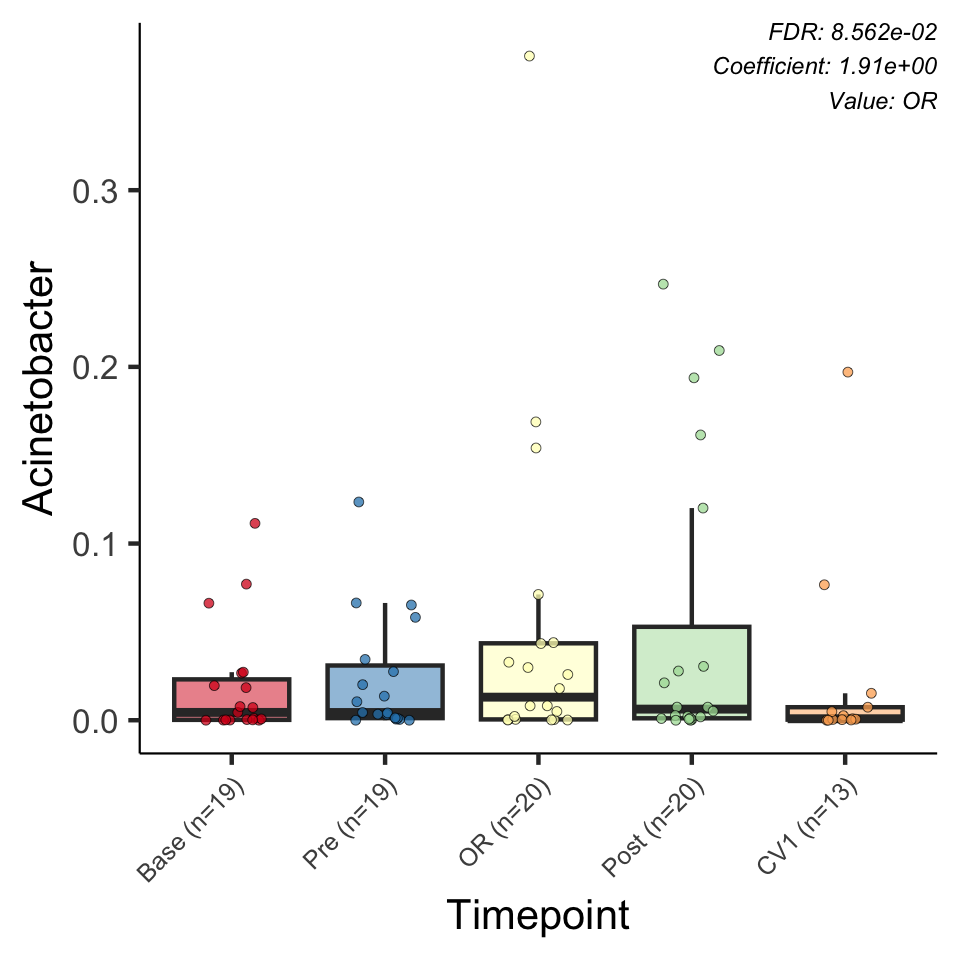 FDR: 8.562e-02
Coefficient: 1.91e+00
Value: OR
Acinetobacter
0.3
0.2
0.1
0.0
Base (n=19)
Pre (n=19)
OR (n=20)
Post (n=20)
CV1 (n=13)
Timepoint